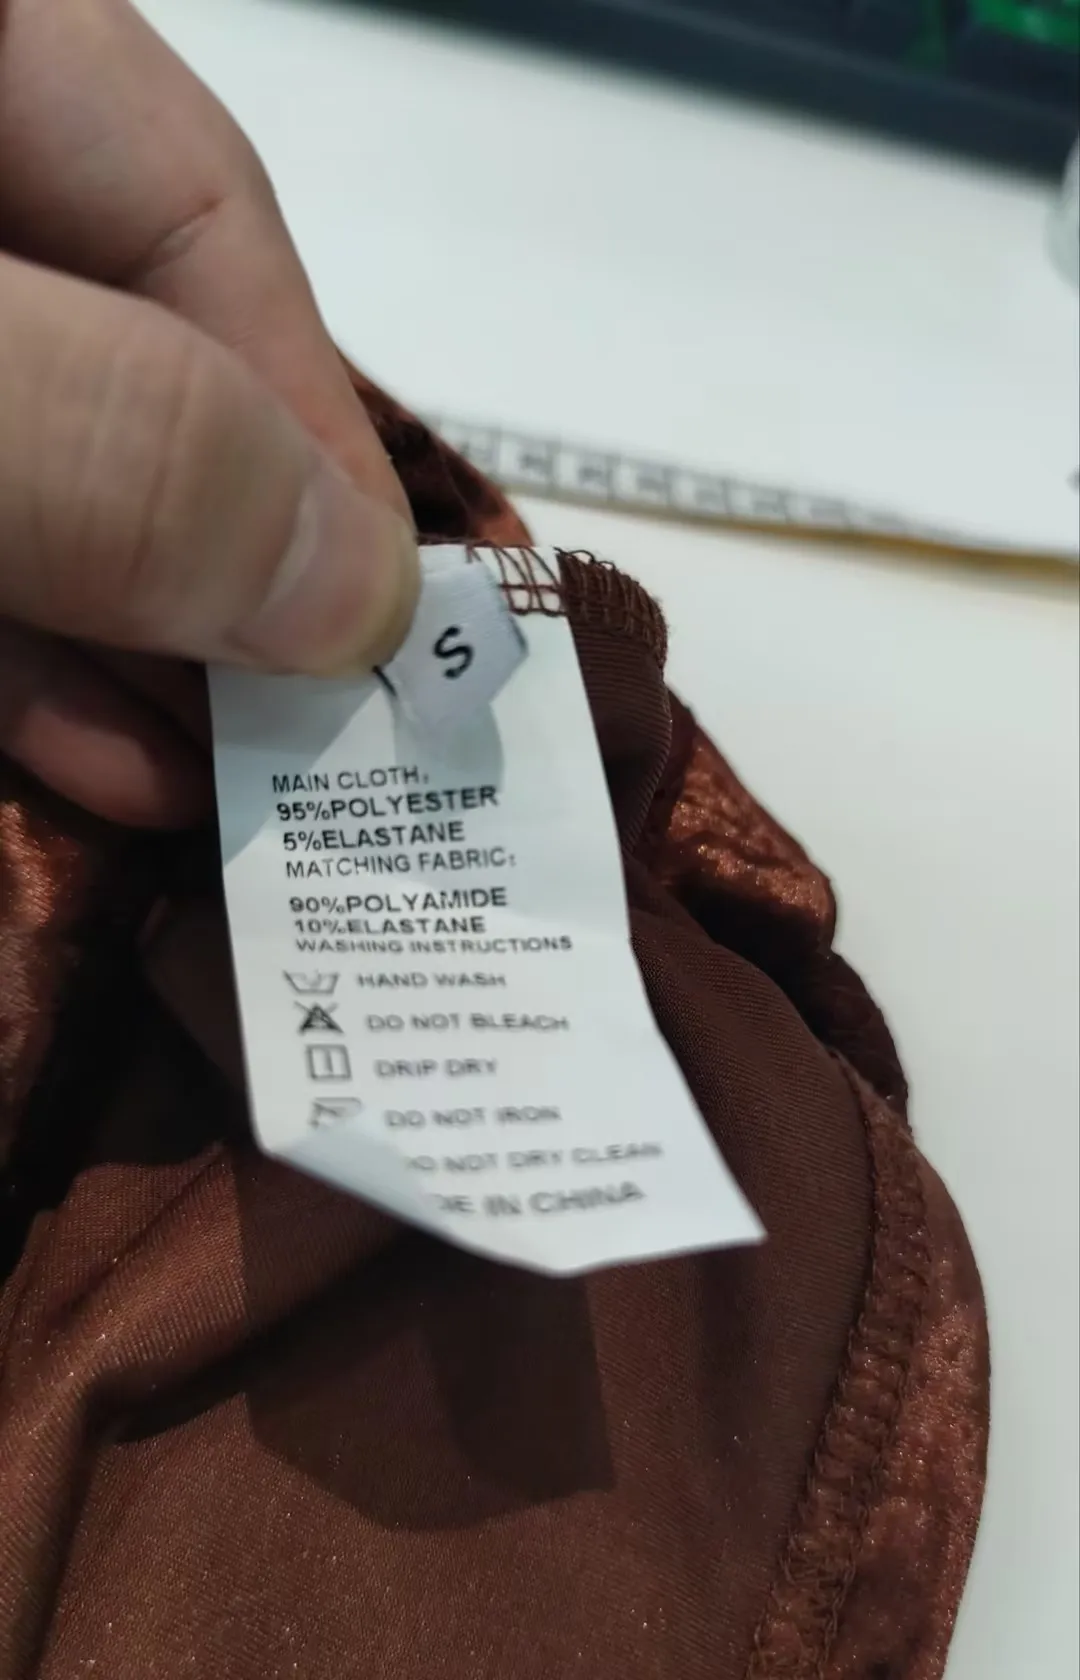 S
MAIN CLOTH:
95%POLYESTER
5%ELASTANE
MATCHING FABRIC:
90%POLYAMIDE
10%ELASTANE
WASHING INSTRUCTIONS
HAND WASH
DO NOT BLEACH
DRIP DRY
DO NOT IRON
NOT DRY CLEAN
IN CHINA